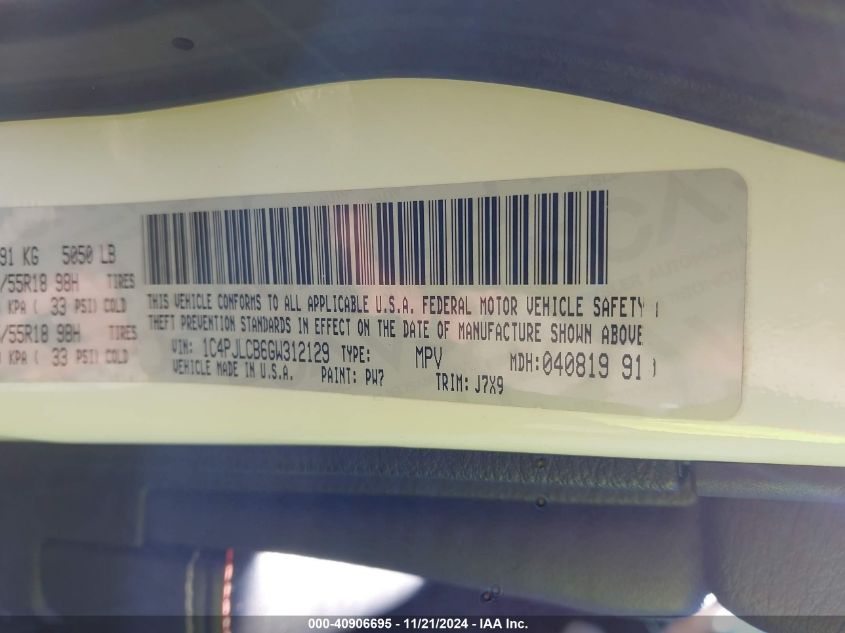 91 KG 5050 LB
/55R18 98H TIRES
KPA ( 33 PSI) COLD
/55R18 98H TIRES
KPA ( 33 PSI) COLD
THIS VEHICLE CONFORMS TO ALL APPLICABLE U.S.A. FEDERAL MOTOR VEHICLE SAFETY
THEFT PREVENTION STANDARDS IN EFFECT ON THE DATE OF MANUFACTURE SHOWN ABOVE
VIN: 1C4PJLCB6GW312129 TYPE: MPV MDH:040819 91
VEHICLE MADE IN U.S.A. PAINT: PW7 TRIM: J7X9
000-40906695 - 11/21/2024 - IAA Inc.